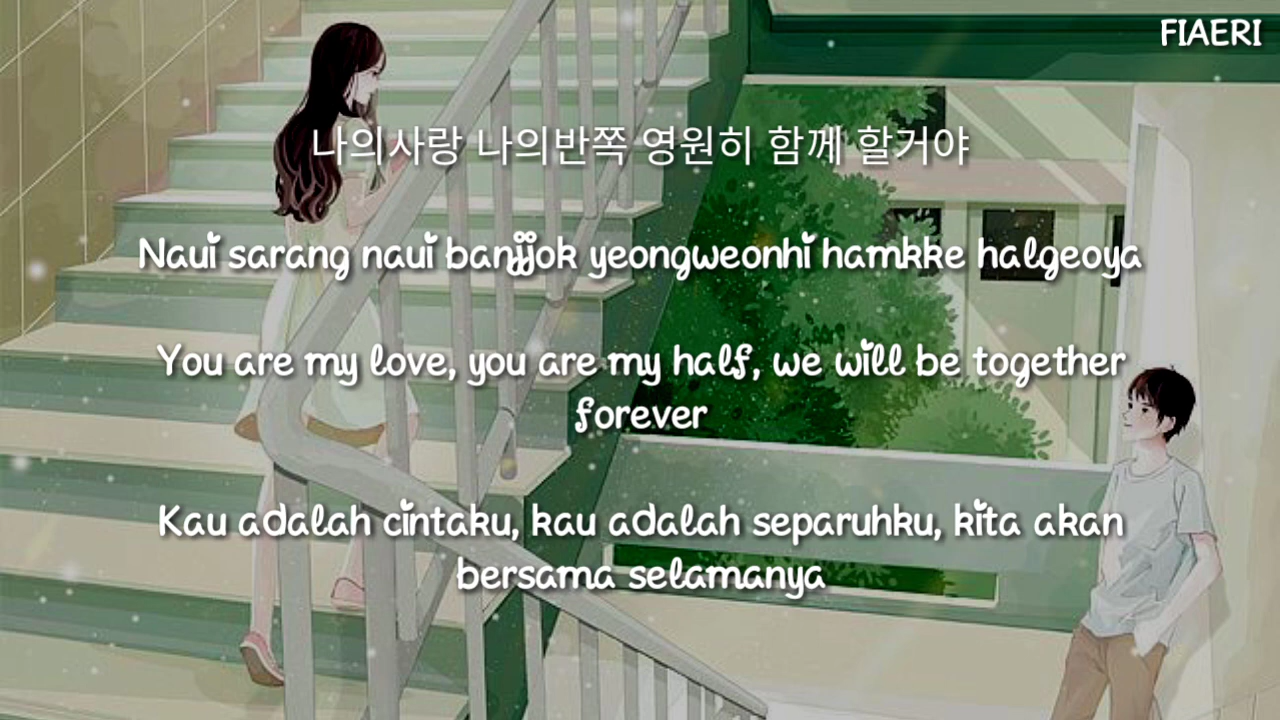 FIAERI
나의사랑 나의반쪽 영원히 함께 할거야
Naui sarang naui banjjok yeongweonhi hamkke halgeoya
You are my love, you are my half, we will be together
forever
Kau adalah cintaku, kau adalah separuhku, kita akan
bersama selamanya